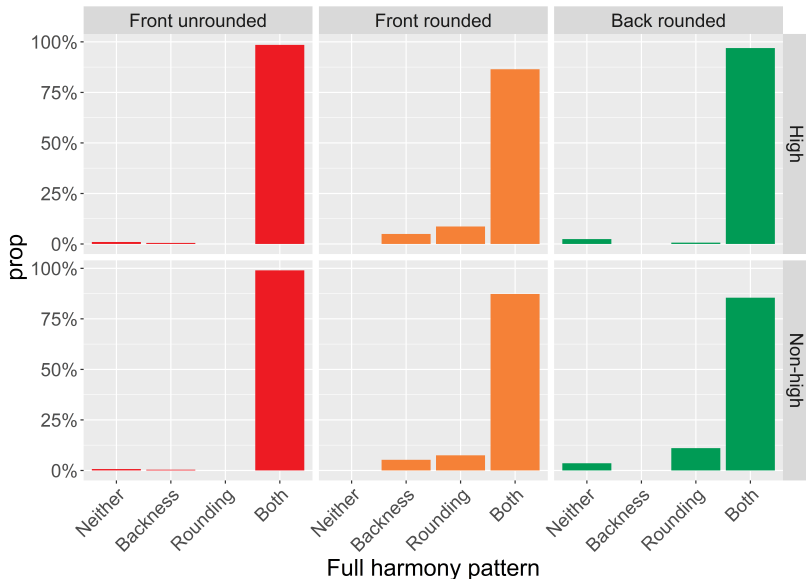 Front unrounded Front rounded Back rounded
100%
75%
50%
25%
0%
High
100%
75%
50%
25%
0%
Non-high
prop
Neither Backness Rounding Both Neither Backness Rounding Both Neither Backness Rounding Both
Full harmony pattern